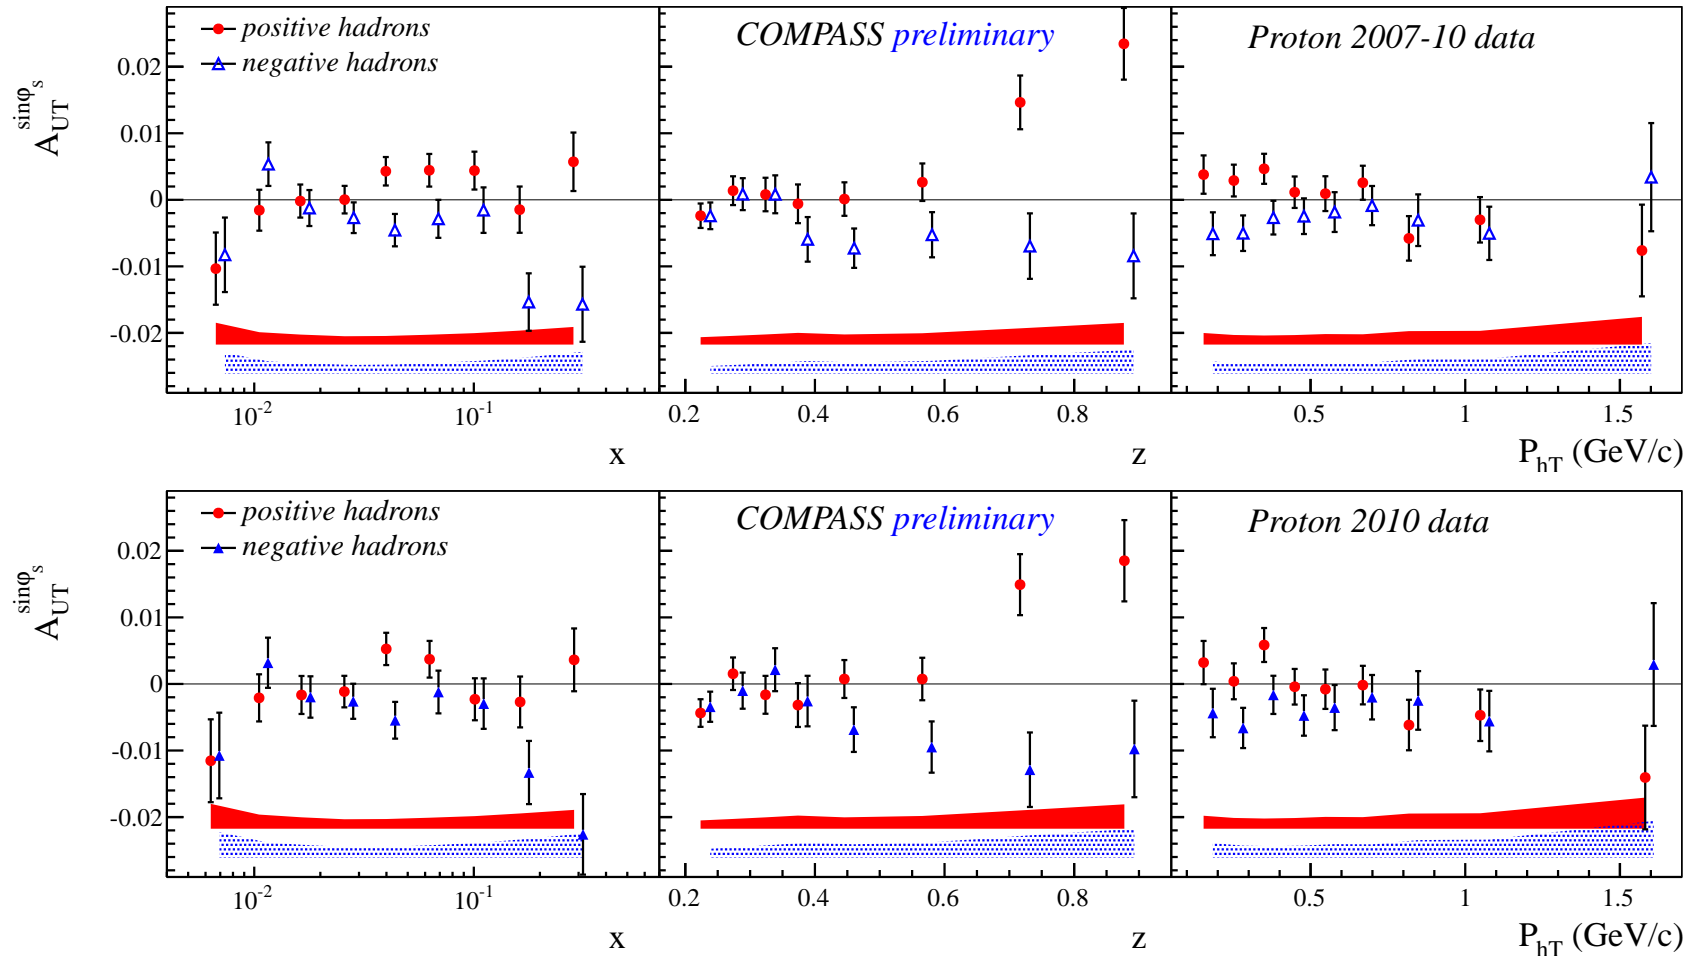 positive hadrons
negative hadrons
COMPASS preliminary
Proton 2007-10 data
A_UT^sinφ_s
0.02
0.01
0
-0.01
-0.02
10^-2 10^-1
0.2 0.4 0.6 0.8
0.5 1 1.5
x
z
P_hT (GeV/c)
positive hadrons
negative hadrons
COMPASS preliminary
Proton 2010 data
A_UT^sinφ_s
0.02
0.01
0
-0.01
-0.02
10^-2 10^-1
0.2 0.4 0.6 0.8
0.5 1 1.5
x
z
P_hT (GeV/c)